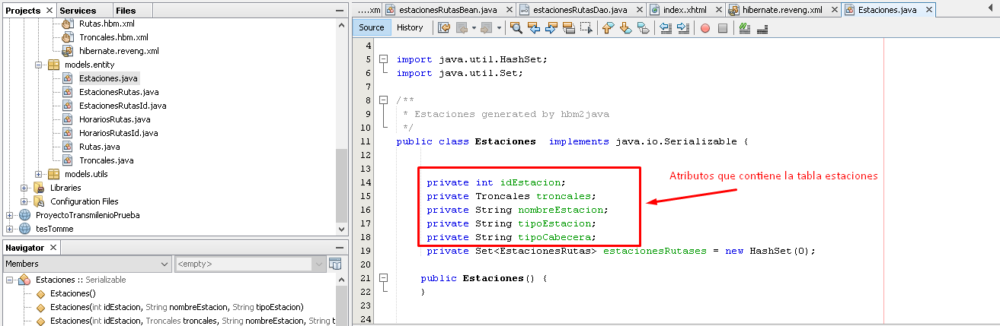 Projects Services Files
Rutas.hbm.xml
Troncales.hbm.xml
hibernate.reveng.xml
models.entity
Estaciones.java
EstacionesRutas.java
EstacionesRutasId.java
HorariosRutas.java
HorariosRutasId.java
Rutas.java
Troncales.java
models.utils
Libraries
Configuration Files
ProyectoTransmilenioPrueba
tesTomme
Navigator
Members <empty>
Estaciones :: Serializable
Estaciones()
Estaciones(int idEstacion, String nombreEstacion, String tipoEstacion)
Estaciones(int idEstacion, Troncales troncales, String nombreEstacion, String t
....xm estacionesRutasBean.java estacionesRutasDao.java index.xhtml hibernate.reveng.xml Estaciones.java
Source History
4
5 import java.util.HashSet;
6 import java.util.Set;
7
8 /**
9 * Estaciones generated by hbm2java
10 */
11 public class Estaciones implements java.io.Serializable {
12
13
14 private int idEstacion;
15 private Troncales troncales;
16 private String nombreEstacion;
17 private String tipoEstacion;
18 private String tipoCabecera;
19 private Set<EstacionesRutas> estacionesRutases = new HashSet(0);
20
21 public Estaciones() {
22 }
23
24
Atributos que contiene la tabla estaciones